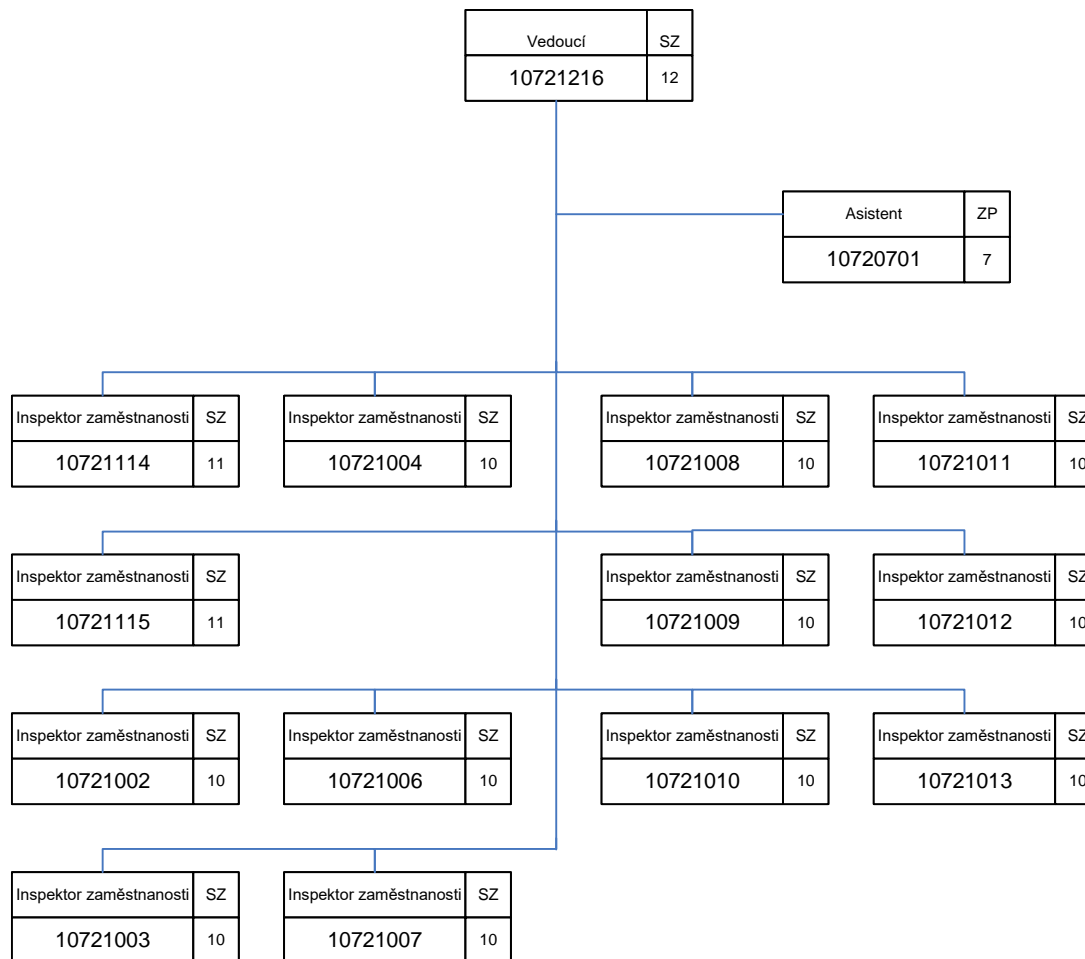 Vedoucí SZ
10721216 12
Asistent ZP
10720701 7
Inspektor zaměstnanosti SZ
10721114 11
Inspektor zaměstnanosti SZ
10721004 10
Inspektor zaměstnanosti SZ
10721008 10
Inspektor zaměstnanosti SZ
10721011 10
Inspektor zaměstnanosti SZ
10721115 11
Inspektor zaměstnanosti SZ
10721009 10
Inspektor zaměstnanosti SZ
10721012 10
Inspektor zaměstnanosti SZ
10721002 10
Inspektor zaměstnanosti SZ
10721006 10
Inspektor zaměstnanosti SZ
10721010 10
Inspektor zaměstnanosti SZ
10721013 10
Inspektor zaměstnanosti SZ
10721003 10
Inspektor zaměstnanosti SZ
10721007 10